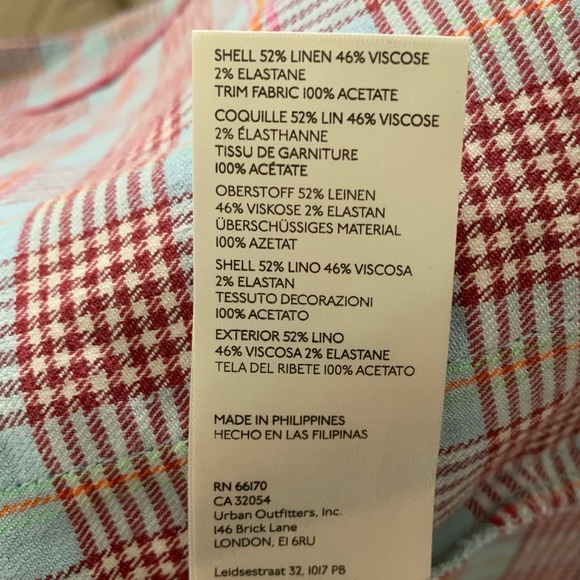 SHELL 52% LINEN 46% VISCOSE
2% ELASTANE
TRIM FABRIC 100% ACETATE
COQUILLE 52% LIN 46% VISCOSE
2% ÉLASTHANNE
TISSU DE GARNITURE
100% ACÉTATE
OBERSTOFF 52% LEINEN
46% VISKOSE 2% ELASTAN
ÜBERSCHÜSSIGES MATERIAL
100% AZETAT
SHELL 52% LINO 46% VISCOSA
2% ELASTAN
TESSUTO DECORAZIONI
100% ACETATO
EXTERIOR 52% LINO
46% VISCOSA 2% ELASTANE
TELA DEL RIBETE 100% ACETATO
MADE IN PHILIPPINES
HECHO EN LAS FILIPINAS
RN 66170
CA 32054
Urban Outfitters, Inc.
146 Brick Lane
LONDON, E1 6RU
Leidsestraat 32, 1017 PB